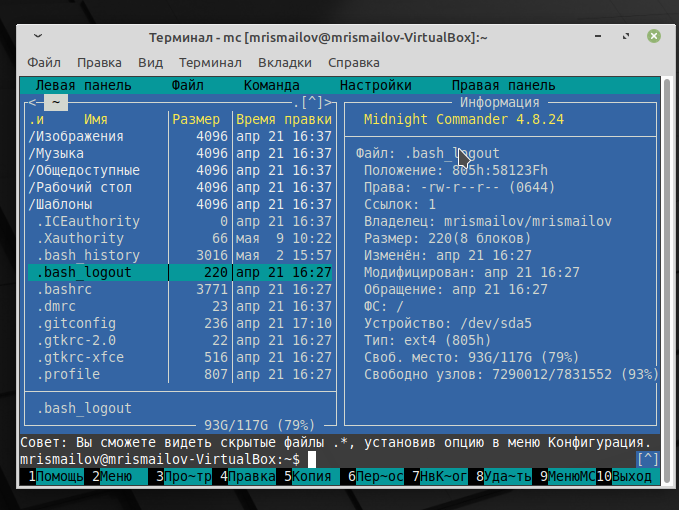 Терминал - mc [mrismailov@mrismailov-VirtualBox]:~
Файл Правка Вид Терминал Вкладки Справка
Левая панель Файл Команда Настройки Правая панель
<- ~ .[^]>
.и Имя Размер Время правки
/Изображения 4096 апр 21 16:37
/Музыка 4096 апр 21 16:37
/Общедоступные 4096 апр 21 16:37
/Рабочий стол 4096 апр 21 16:37
/Шаблоны 4096 апр 21 16:37
.ICEauthority 0 апр 21 16:37
.Xauthority 66 мая 9 10:22
.bash_history 3016 мая 2 15:57
.bash_logout 220 апр 21 16:27
.bashrc 3771 апр 21 16:27
.dmrc 23 апр 21 16:37
.gitconfig 236 апр 21 17:10
.gtkrc-2.0 22 апр 21 16:27
.gtkrc-xfce 516 апр 21 16:27
.profile 807 апр 21 16:27
.bash_logout
93G/117G (79%)
Информация
Midnight Commander 4.8.24
Файл: .bash_logout
Положение: 805h:58123Fh
Права: -rw-r--r-- (0644)
Ссылок: 1
Владелец: mrismailov/mrismailov
Размер: 220(8 блоков)
Изменён: апр 21 16:27
Модифицирован: апр 21 16:27
Обращение: апр 21 16:27
ФС: /
Устройство: /dev/sda5
Тип: ext4 (805h)
Своб. место: 93G/117G (79%)
Свободно узлов: 7290012/7831552 (93%)
Совет: Вы сможете видеть скрытые файлы .*, установив опцию в меню Конфигурация.
mrismailov@mrismailov-VirtualBox:~$ [^]
1Помощь 2Меню 3Про~тр 4Правка 5Копия 6Пер~ос 7НвК~ог 8Уда~ть 9МенюМС 10Выход